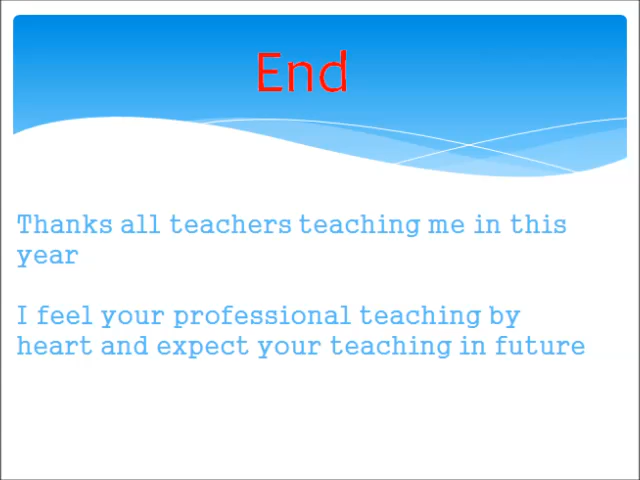 End
Thanks all teachers teaching me in this
year
I feel your professional teaching by
heart and expect your teaching in future